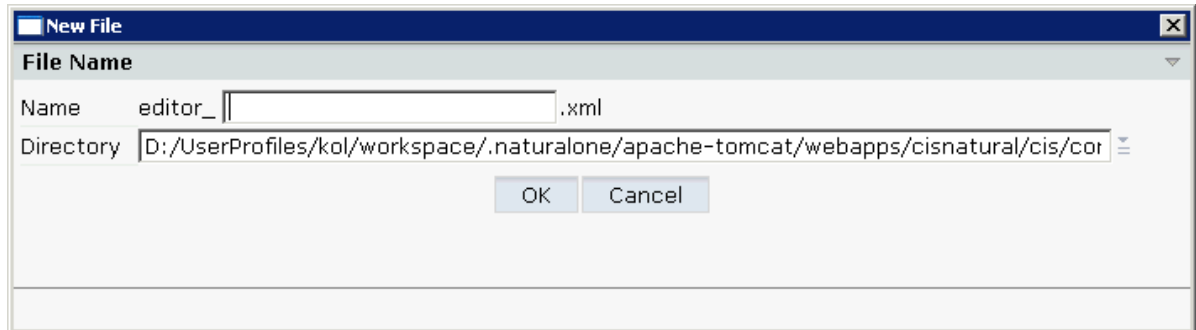 New File
File Name
Name editor_ .xml
Directory D:/UserProfiles/kol/workspace/.naturalone/apache-tomcat/webapps/cisnatural/cis/cor
OK Cancel